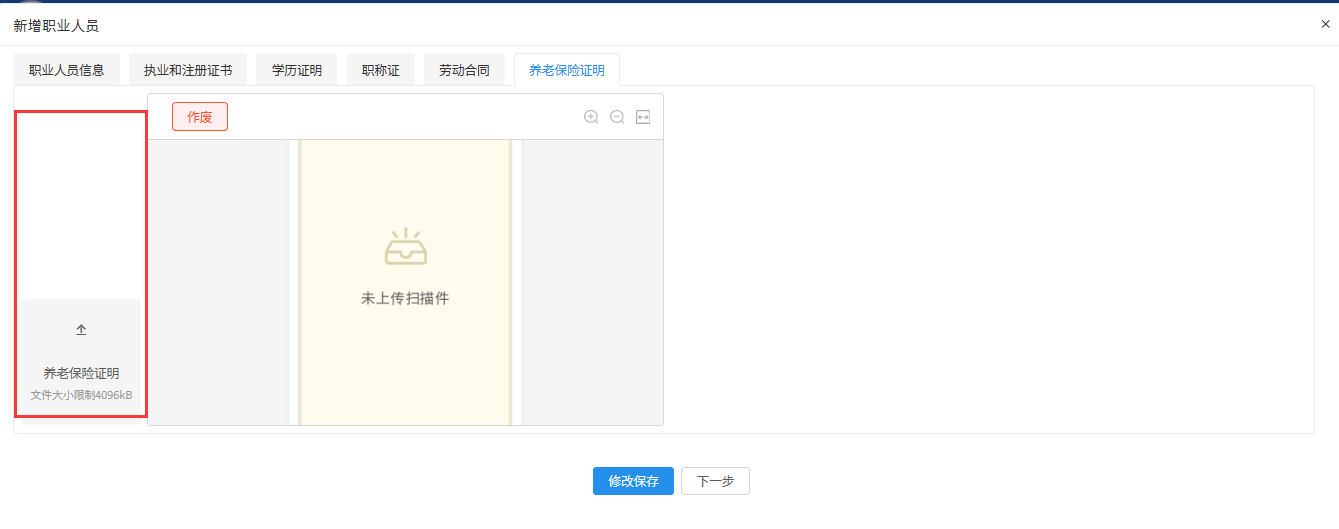 新增职业人员
职业人员信息
执业和注册证书
学历证明
职称证
劳动合同
养老保险证明
作废
未上传扫描件
养老保险证明
文件大小限制4096kB
修改保存
下一步